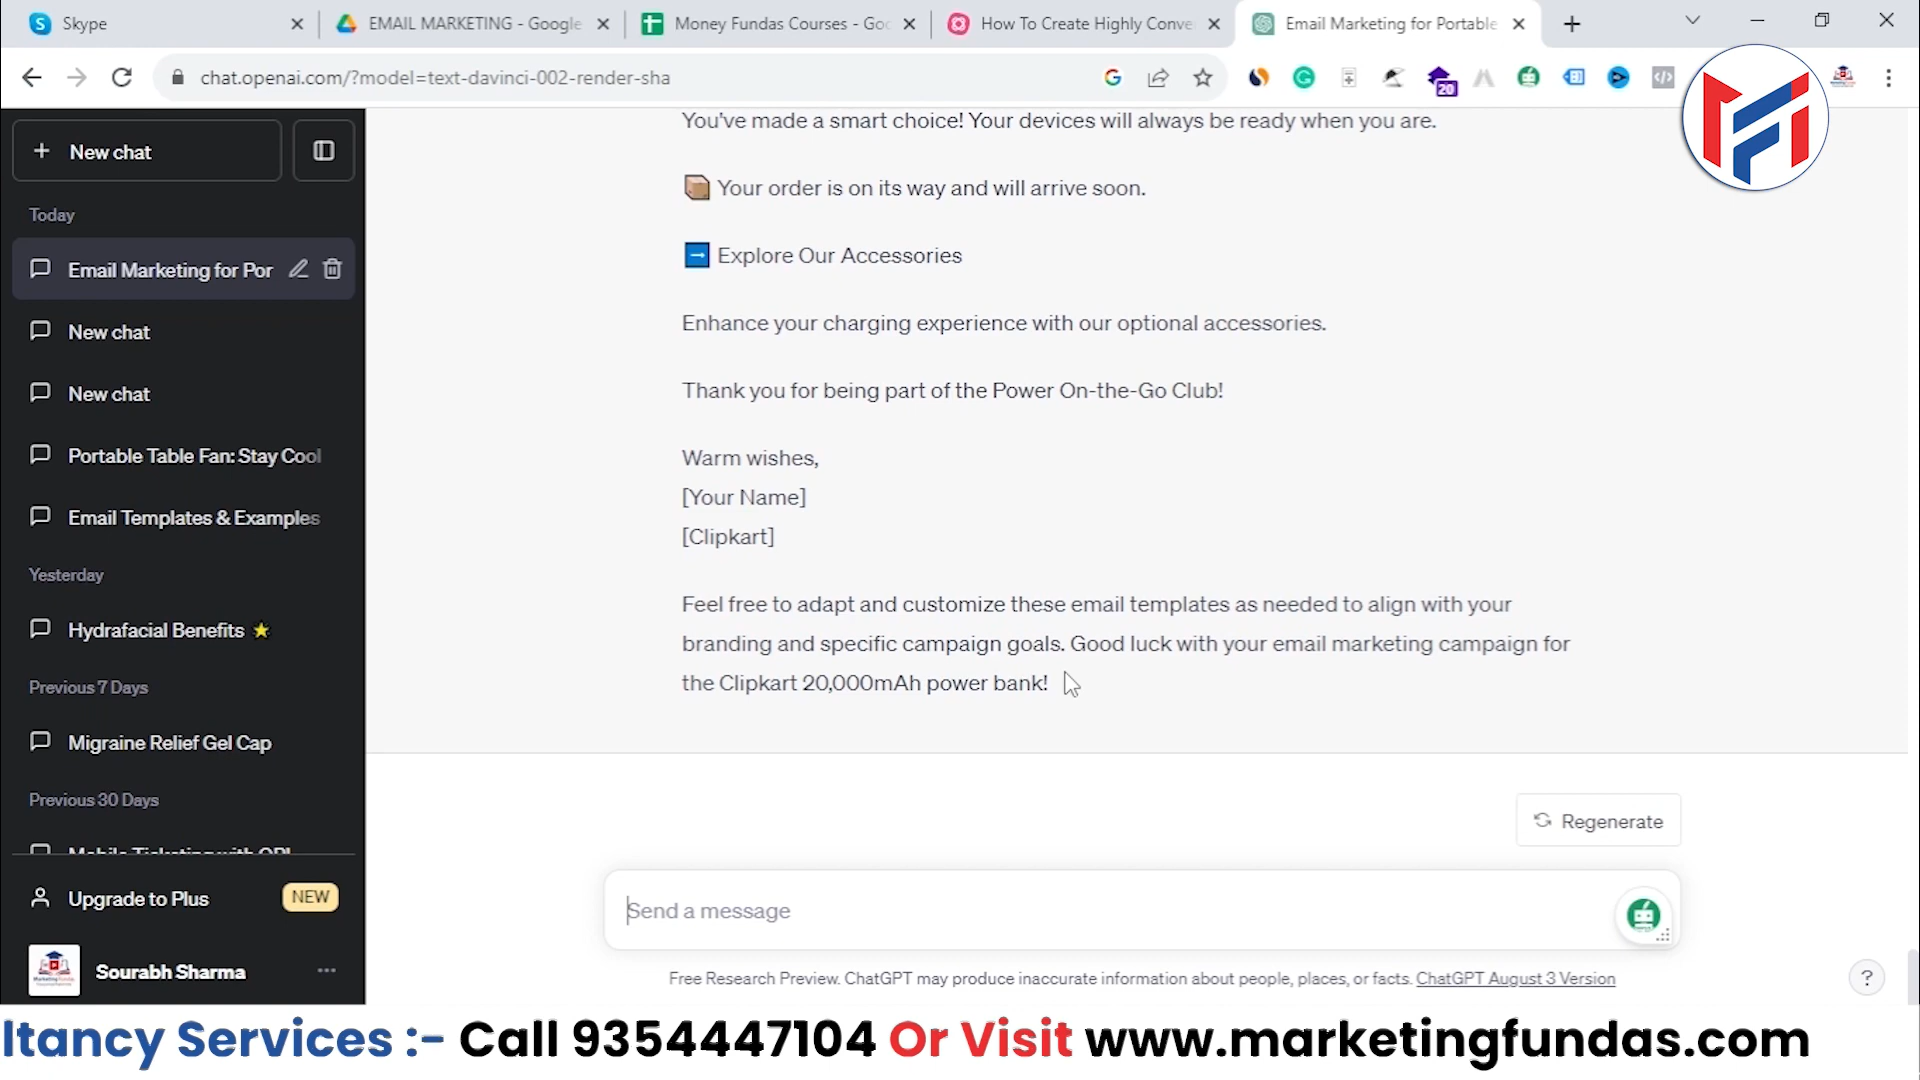 Skype
EMAIL MARKETING - Google
Money Fundas Courses - Goo
How To Create Highly Conve
Email Marketing for Portable
chat.openai.com/?model=text-davinci-002-render-sha
20
New chat
Today
Email Marketing for Por
New chat
New chat
Portable Table Fan: Stay Cool
Email Templates & Examples
Yesterday
Hydrafacial Benefits
Previous 7 Days
Migraine Relief Gel Cap
Previous 30 Days
Mobile Ticketing with
Upgrade to Plus
NEW
Sourabh Sharma
You've made a smart choice! Your devices will always be ready when you are.
Your order is on its way and will arrive soon.
Explore Our Accessories
Enhance your charging experience with our optional accessories.
Thank you for being part of the Power On-the-Go Club!
Warm wishes,
[Your Name]
[Clipkart]
Feel free to adapt and customize these email templates as needed to align with your
branding and specific campaign goals. Good luck with your email marketing campaign for
the Clipkart 20,000mAh power bank!
Regenerate
Send a message
Free Research Preview. ChatGPT may produce inaccurate information about people, places, or facts. ChatGPT August 3 Version
?
ltancy Services :- Call 9354447104 Or Visit www.marketingfundas.com